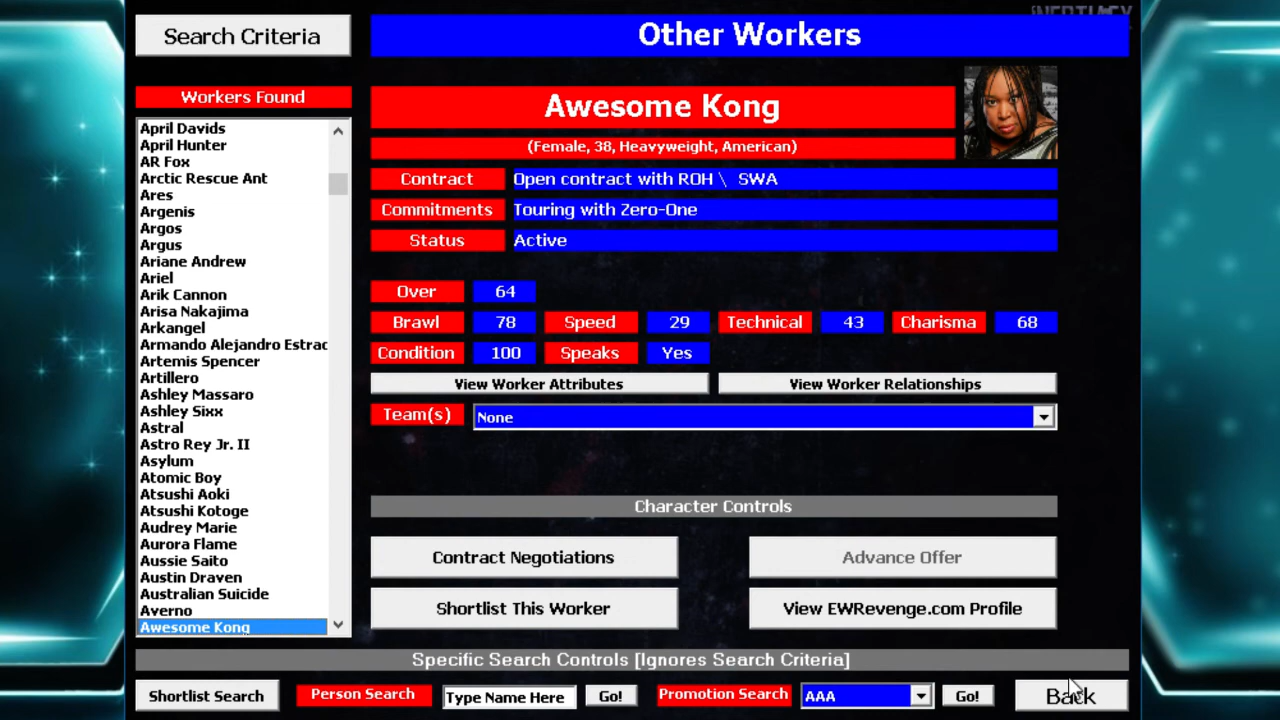 Search Criteria
Other Workers
Workers Found
April Davids
April Hunter
AR Fox
Arctic Rescue Ant
Ares
Argenis
Argos
Argus
Ariane Andrew
Ariel
Arik Cannon
Arisa Nakajima
Arkangel
Armando Alejandro Estrac
Artemis Spencer
Artillero
Ashley Massaro
Ashley Sixx
Astral
Astro Rey Jr. II
Asylum
Atomic Boy
Atsushi Aoki
Atsushi Kotoge
Audrey Marie
Aurora Flame
Aussie Saito
Austin Draven
Australian Suicide
Averno
Awesome Kong
Awesome Kong
(Female, 38, Heavyweight, American)
Contract Open contract with ROH \ SWA
Commitments Touring with Zero-One
Status Active
Over 64
Brawl 78 Speed 29 Technical 43 Charisma 68
Condition 100 Speaks Yes
View Worker Attributes View Worker Relationships
Team(s) None
Character Controls
Contract Negotiations Advance Offer
Shortlist This Worker View EWRevenge.com Profile
Specific Search Controls [Ignores Search Criteria]
Shortlist Search Person Search Type Name Here Go! Promotion Search AAA Go! Back